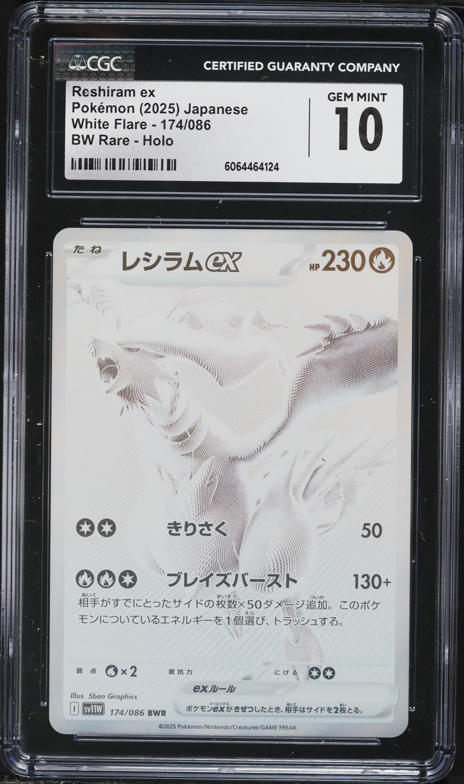 CGC
CERTIFIED GUARANTY COMPANY
Reshiram ex
Pokémon (2025) Japanese
White Flare - 174/086
BW Rare - Holo
GEM MINT
10
6064464124
たね
レシラムex
HP 230
きりさく 50
ブレイズバースト 130+
相手がすでにとったサイドの枚数×50ダメージ追加。このポケ
モンについているエネルギーを1個選び、トラッシュする。
弱点 ×2 抵抗力 にげる
exルール
ポケモンexがきぜつしたとき、相手はサイドを2枚とる。
Illus. 5ban Graphics
I sv11W 174/086 BWR
©2025 Pokémon/Nintendo/Creatures/GAME FREAK.